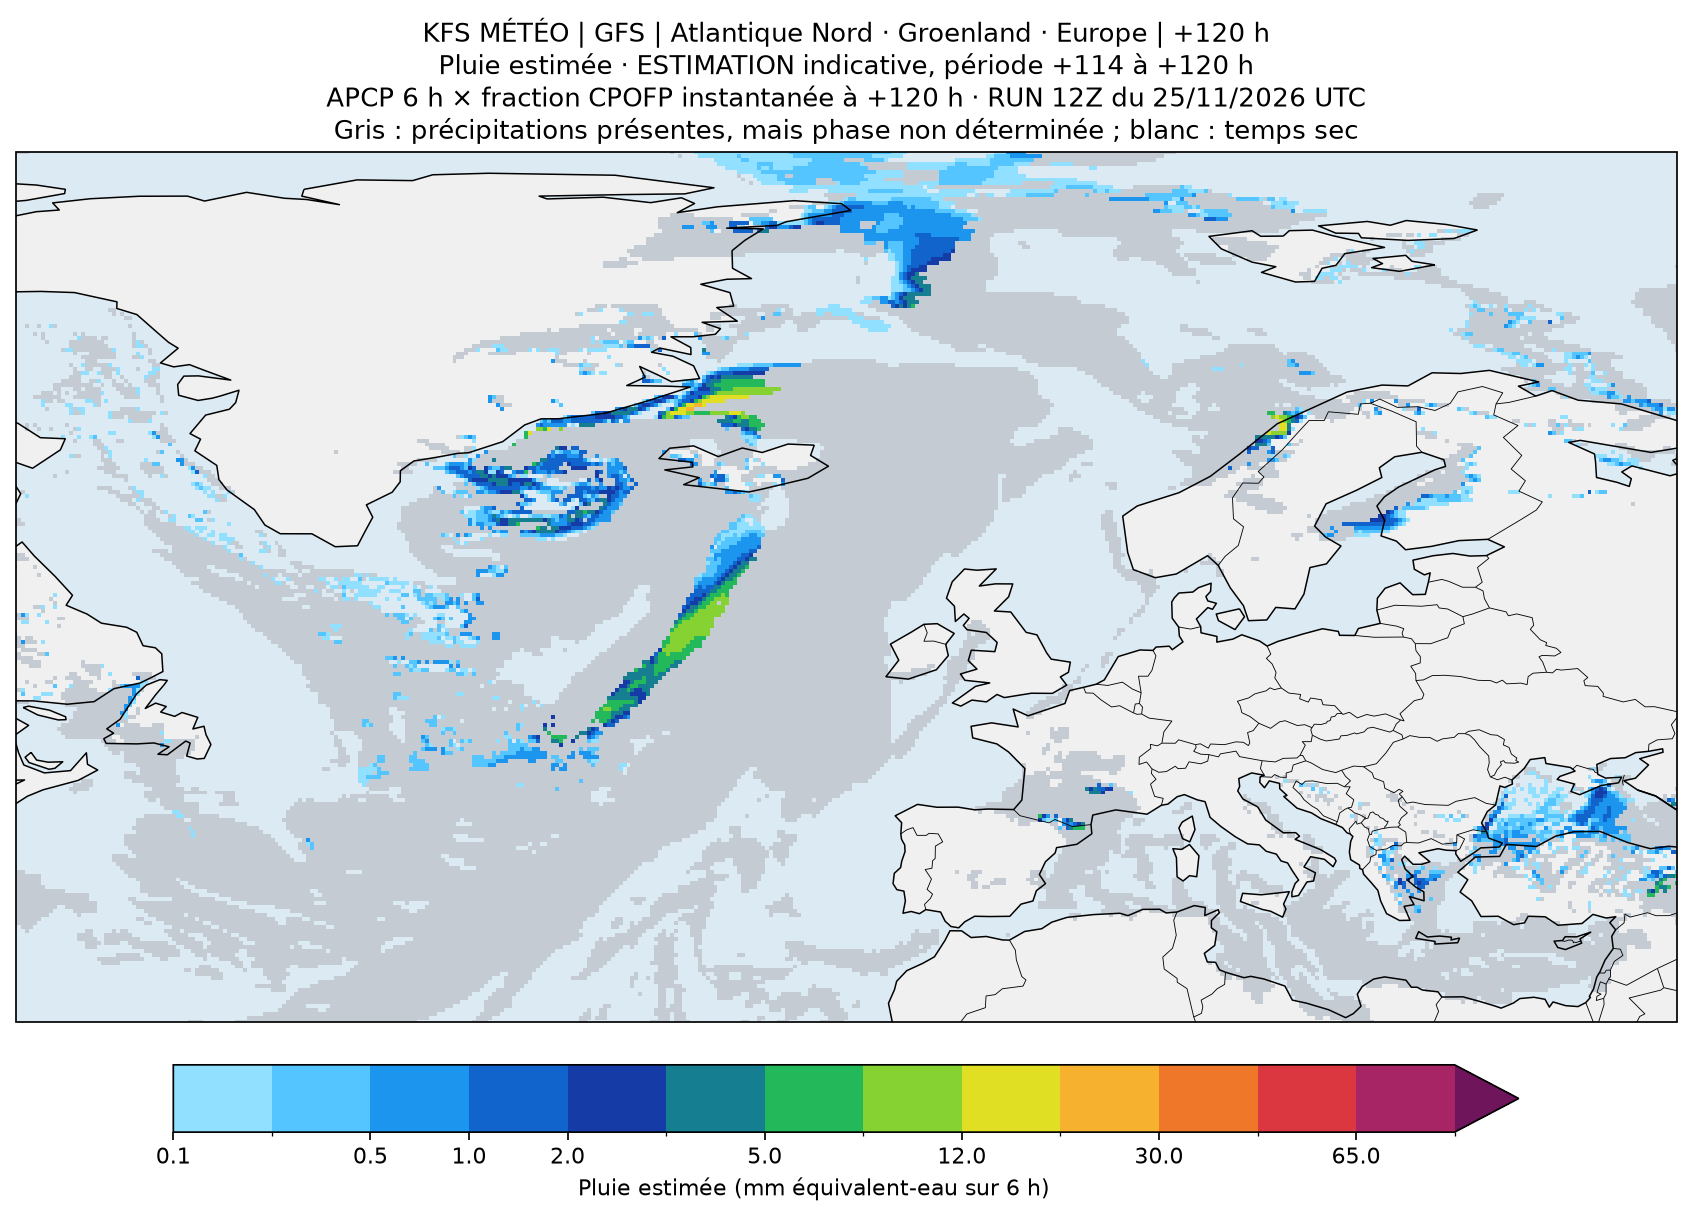 KFS MÉTÉO | GFS | Atlantique Nord · Groenland · Europe | +120 h
Pluie estimée · ESTIMATION indicative, période +114 à +120 h
APCP 6 h × fraction CPOFP instantanée à +120 h · RUN 12Z du 25/11/2026 UTC
Gris : précipitations présentes, mais phase non déterminée ; blanc : temps sec
0.1 0.5 1.0 2.0 5.0 12.0 30.0 65.0
Pluie estimée (mm équivalent-eau sur 6 h)